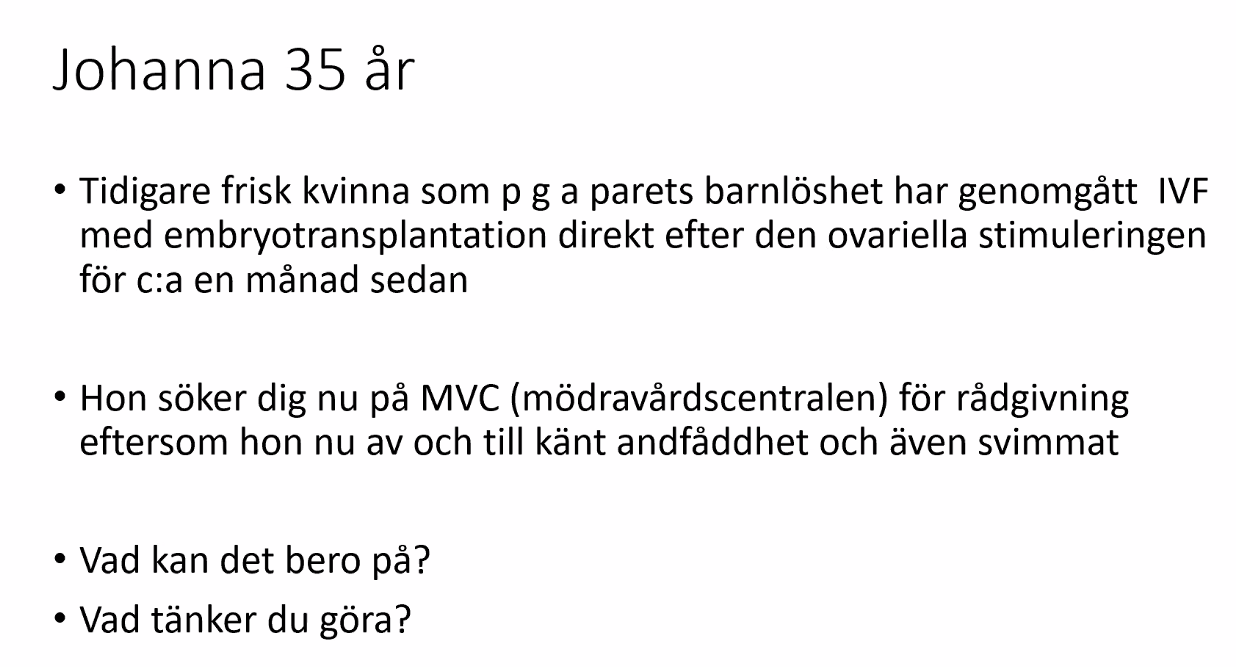 Johanna 35 år
• Tidigare frisk kvinna som p g a parets barnlöshet har genomgått  IVF
med embryotransplantation direkt efter den ovariella stimuleringen
för c:a en månad sedan
• Hon söker dig nu på MVC (mödravårdscentralen) för rådgivning
eftersom hon nu av och till känt andfåddhet och även svimmat
• Vad kan det bero på?
• Vad tänker du göra?